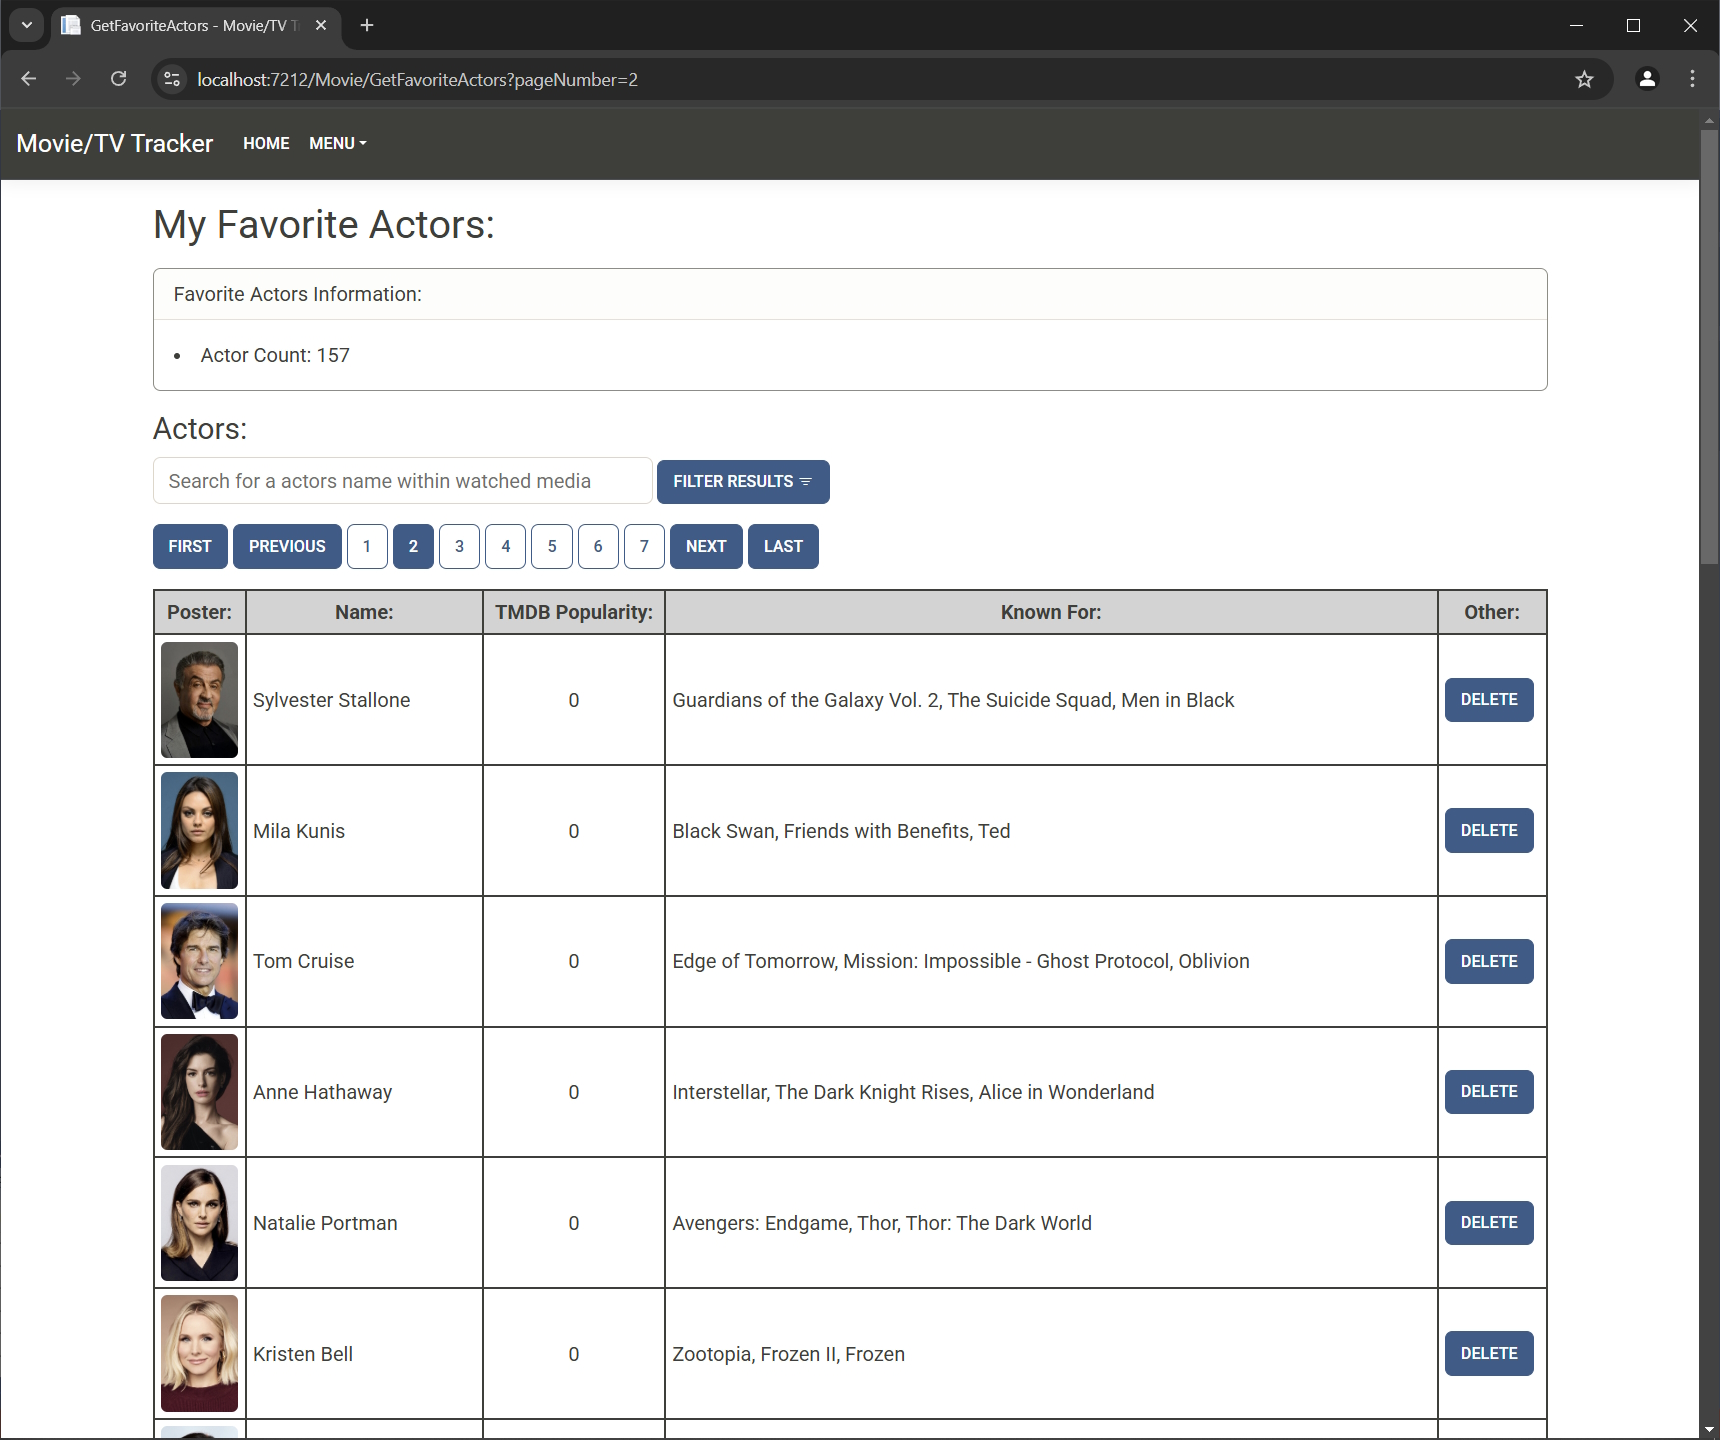 GetFavoriteActors - Movie/TV T
localhost:7212/Movie/GetFavoriteActors?pageNumber=2
Movie/TV Tracker HOME MENU
My Favorite Actors:
Favorite Actors Information:
• Actor Count: 157
Actors:
Search for a actors name within watched media FILTER RESULTS
FIRST PREVIOUS 1 2 3 4 5 6 7 NEXT LAST
Poster: Name: TMDB Popularity: Known For: Other:
Sylvester Stallone 0 Guardians of the Galaxy Vol. 2, The Suicide Squad, Men in Black DELETE
Mila Kunis 0 Black Swan, Friends with Benefits, Ted DELETE
Tom Cruise 0 Edge of Tomorrow, Mission: Impossible - Ghost Protocol, Oblivion DELETE
Anne Hathaway 0 Interstellar, The Dark Knight Rises, Alice in Wonderland DELETE
Natalie Portman 0 Avengers: Endgame, Thor, Thor: The Dark World DELETE
Kristen Bell 0 Zootopia, Frozen II, Frozen DELETE